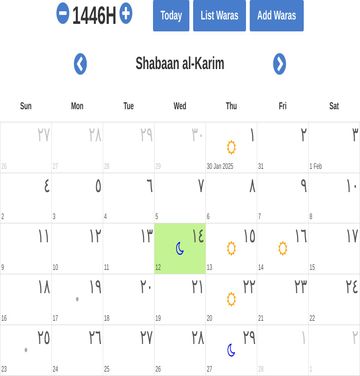 1446H
Today List Waras Add Waras
Shabaan al-Karim
Sun Mon Tue Wed Thu Fri Sat
٢٧ ٢٨ ٢٩ ٣٠ ١ ٢ ٣
26 27 28 29 30 Jan 2025 31 1 Feb
٤ ٥ ٦ ٧ ٨ ٩ ١٠
2 3 4 5 6 7 8
١١ ١٢ ١٣ ١٤ ١٥ ١٦ ١٧
9 10 11 12 13 14 15
١٨ ١٩ ٢٠ ٢١ ٢٢ ٢٣ ٢٤
16 17 18 19 20 21 22
٢٥ ٢٦ ٢٧ ٢٨ ٢٩ ١ ٢
23 24 25 26 27 28 1